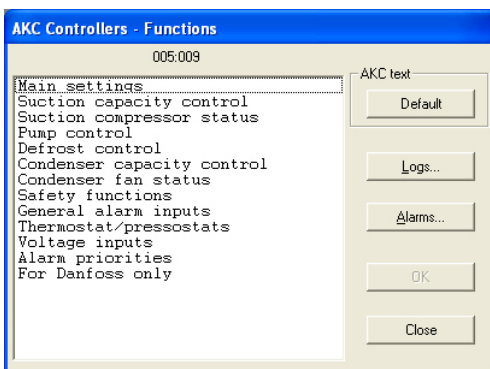 AKC Controllers - Functions
005:009
Main settings
Suction capacity control
Suction compressor status
Pump control
Defrost control
Condenser capacity control
Condenser fan status
Safety functions
General alarm inputs
Thermostat/pressostats
Voltage inputs
Alarm priorities
For Danfoss only
AKC text
Default
Logs...
Alarms...
OK
Close